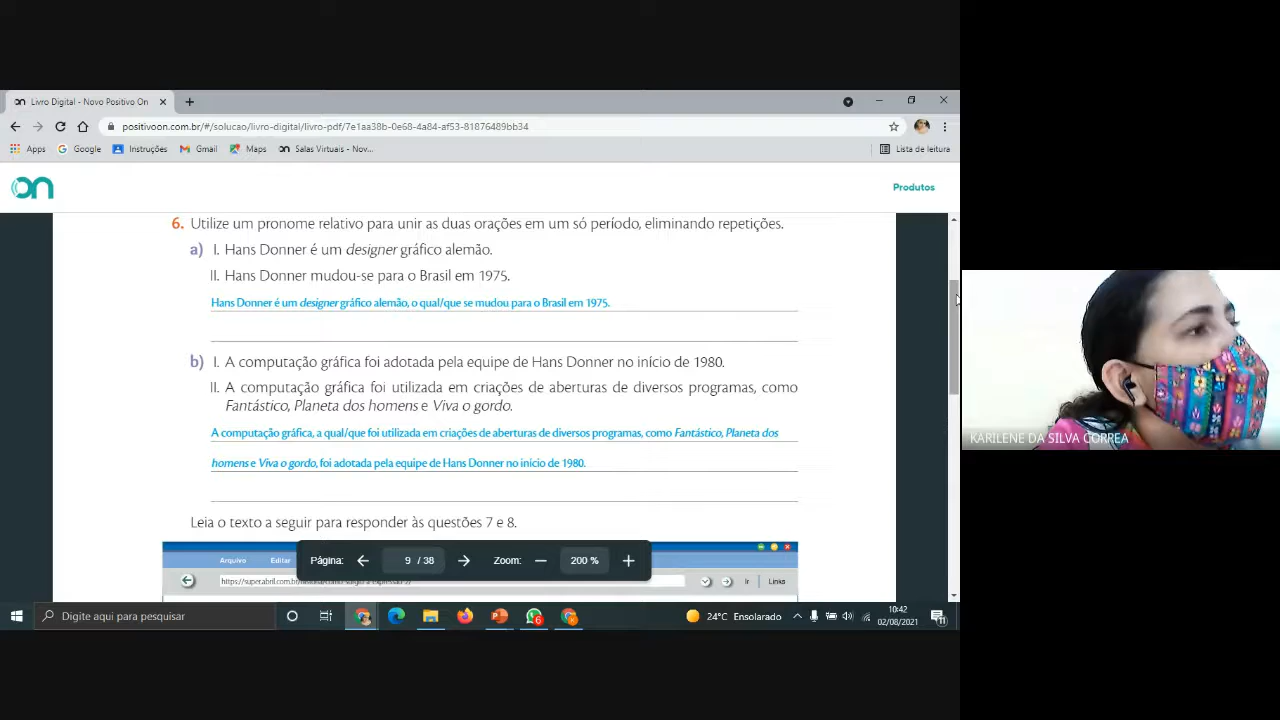 Livro Digital - Novo Positivo On
positivoon.com.br/#/solucao/livro-digital/livro-pdf/7e1aa38b-0e68-4a84-af53-81876489bb34
Apps Google Instruções Gmail Maps Salas Virtuais - Nov... Lista de leitura
on Produtos
6. Utilize um pronome relativo para unir as duas orações em um só período, eliminando repetições.
a) I. Hans Donner é um designer gráfico alemão.
II. Hans Donner mudou-se para o Brasil em 1975.
Hans Donner é um designer gráfico alemão, o qual/que se mudou para o Brasil em 1975.
b) I. A computação gráfica foi adotada pela equipe de Hans Donner no início de 1980.
II. A computação gráfica foi utilizada em criações de aberturas de diversos programas, como
Fantástico, Planeta dos homens e Viva o gordo.
A computação gráfica, a qual/que foi utilizada em criações de aberturas de diversos programas, como Fantástico, Planeta dos
homens e Viva o gordo, foi adotada pela equipe de Hans Donner no início de 1980.
KARILENE DA SILVA CORREA
Leia o texto a seguir para responder às questões 7 e 8.
Arquivo Editar
Página: 9 / 38 Zoom: 200 %
Ir Links
Digite aqui para pesquisar
6
24°C Ensolarado
10:42
02/08/2021
11